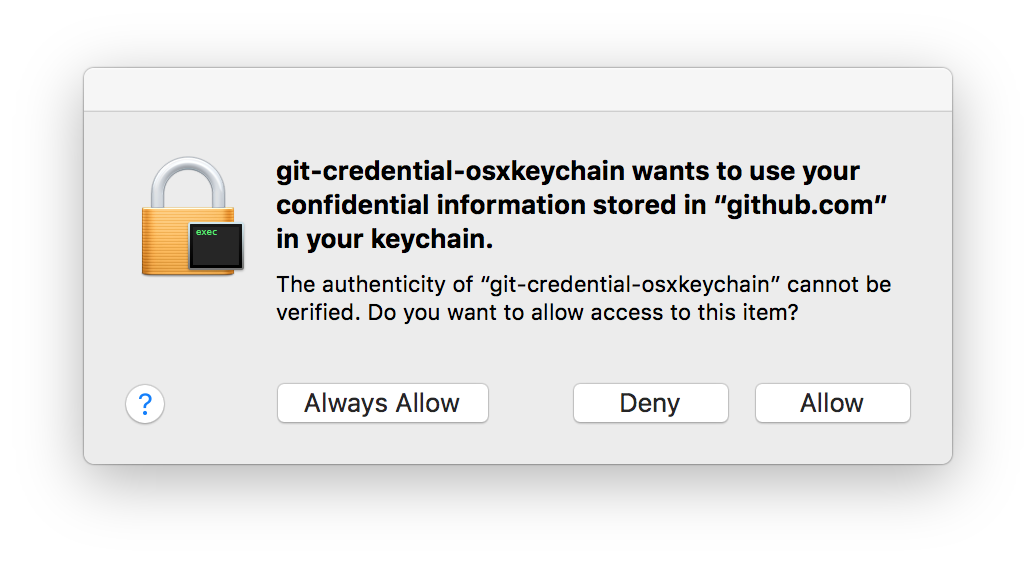 git-credential-osxkeychain wants to use your
confidential information stored in “github.com”
in your keychain.
exec
The authenticity of “git-credential-osxkeychain” cannot be
verified. Do you want to allow access to this item?
?
Always Allow
Deny
Allow